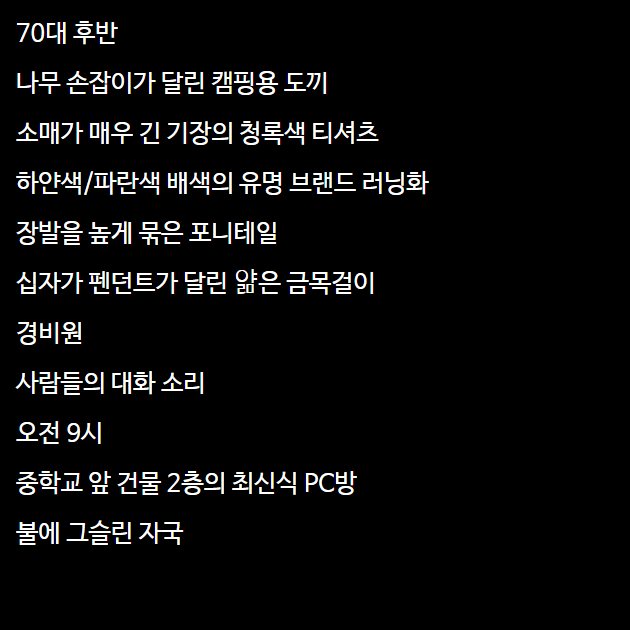 70대 후반
나무 손잡이가 달린 캠핑용 도끼
소매가 매우 긴 기장의 청록색 티셔츠
하얀색/파란색 배색의 유명 브랜드 러닝화
장발을 높게 묶은 포니테일
십자가 펜던트가 달린 얇은 금목걸이
경비원
사람들의 대화 소리
오전 9시
중학교 앞 건물 2층의 최신식 PC방
불에 그슬린 자국